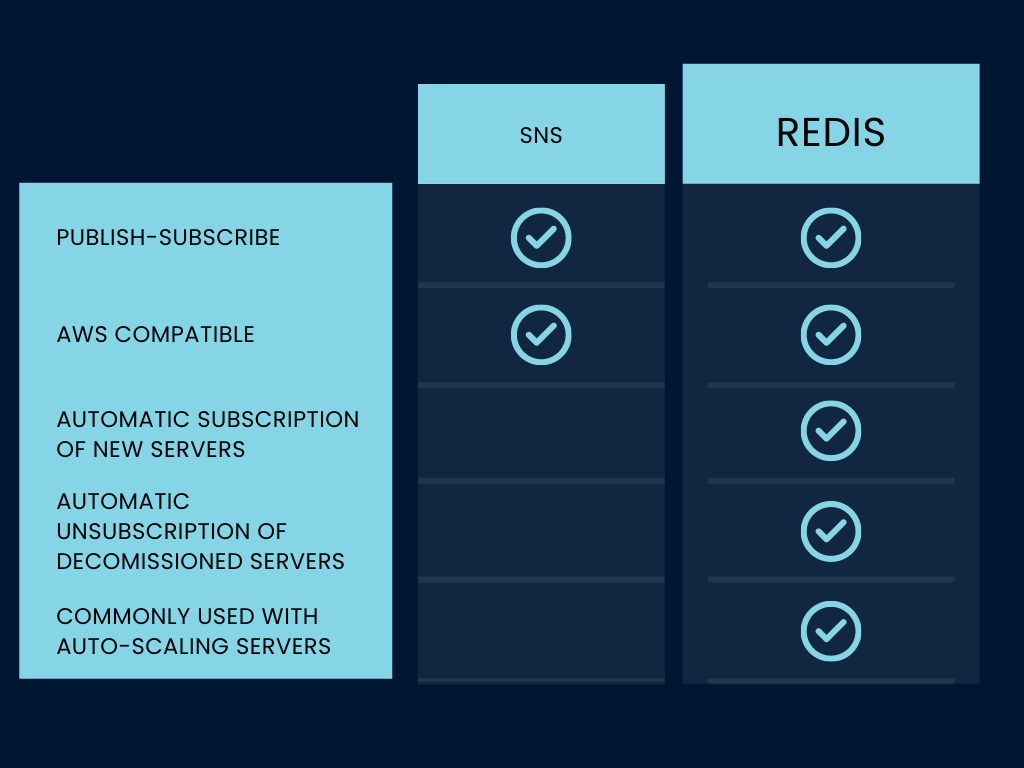 SNS
REDIS
PUBLISH-SUBSCRIBE
AWS COMPATIBLE
AUTOMATIC SUBSCRIPTION
OF NEW SERVERS
AUTOMATIC
UNSUBSCRIPTION OF
DECOMISSIONED SERVERS
COMMONLY USED WITH
AUTO-SCALING SERVERS